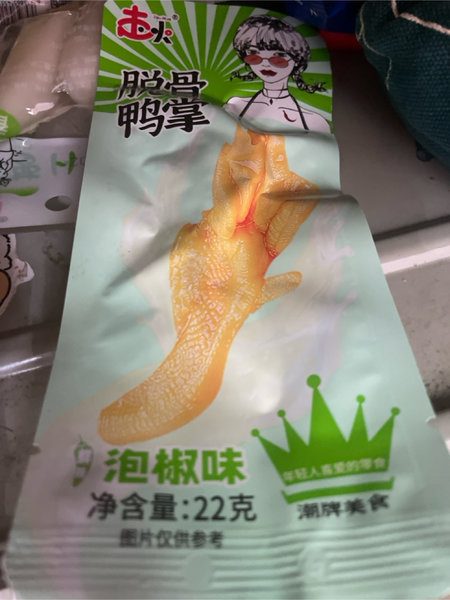 脱骨
鸭掌
泡椒味
净含量:22克
图片仅供参考
年轻人喜爱的零食
潮牌美食